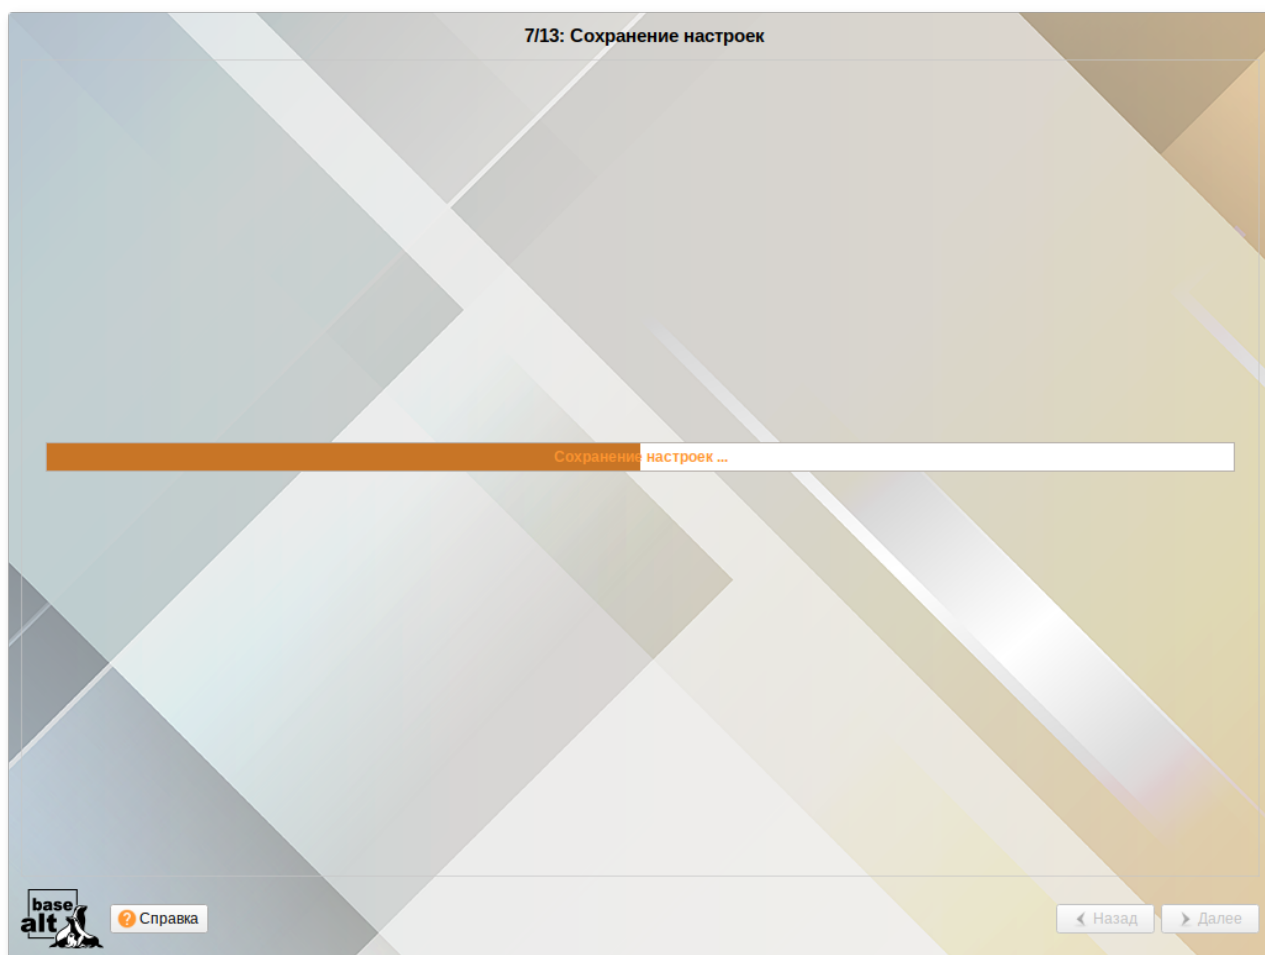 7/13: Сохранение настроек
Сохранение настроек ...
base
alt
Справка
Назад
Далее